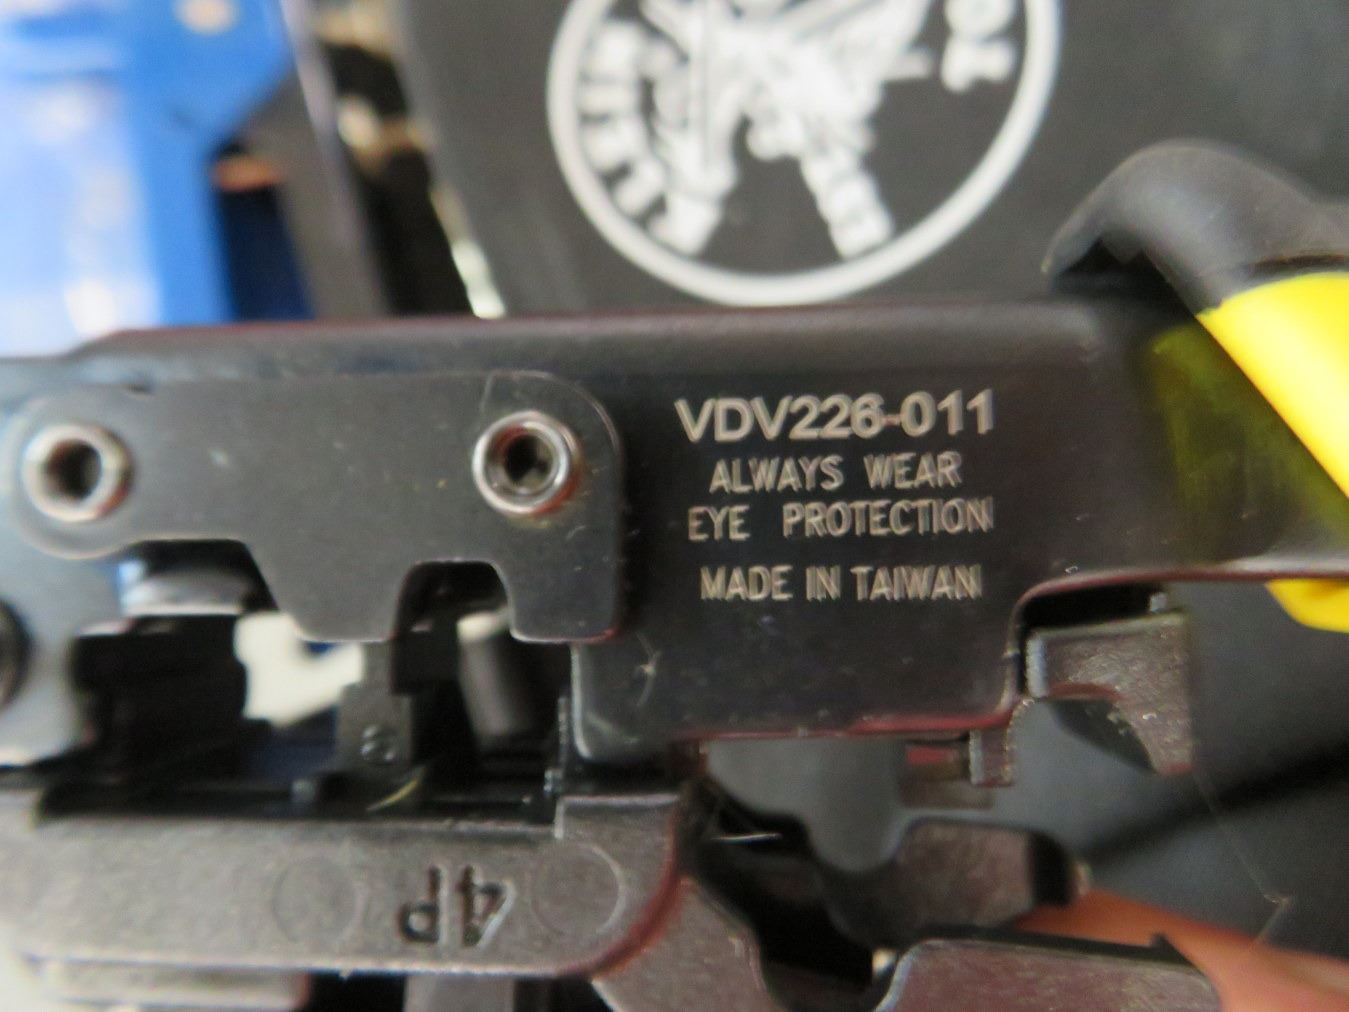 VDV226-011
ALWAYS WEAR
EYE PROTECTION
MADE IN TAIWAN
4P